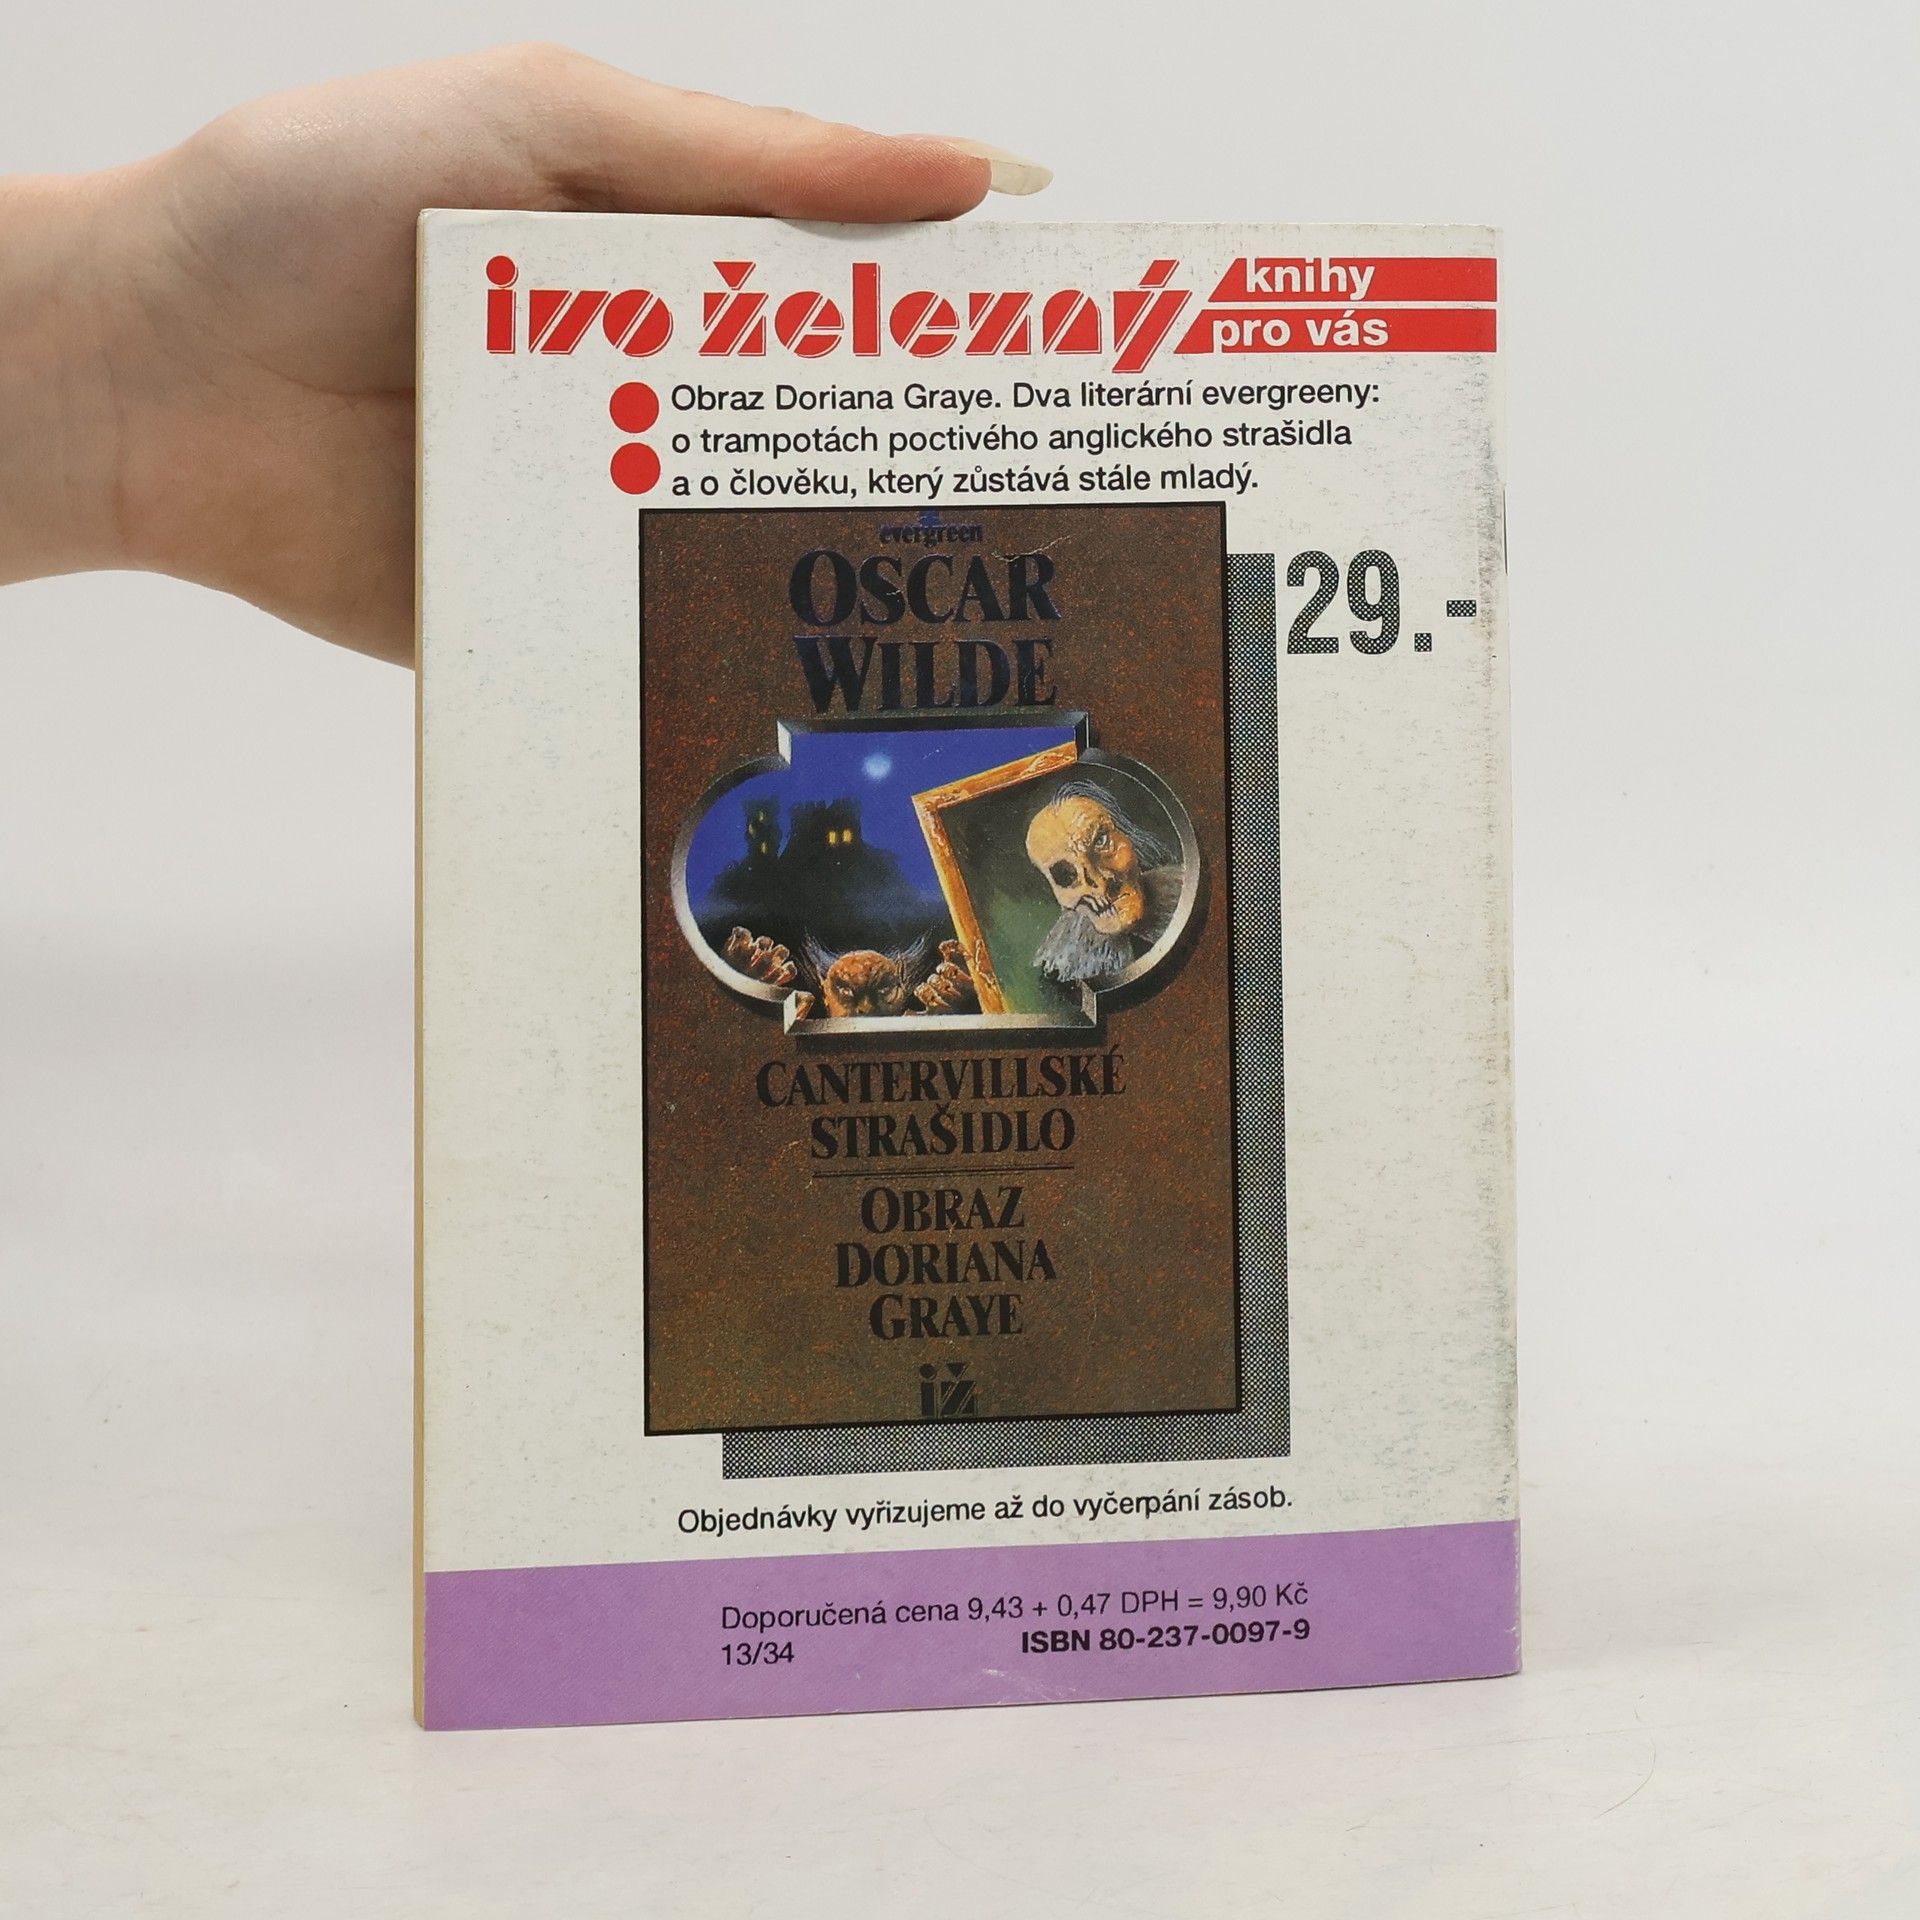 ivo železný
knihy
pro vás
Obraz Doriana Graye. Dva literární evergreeny:
o trampotách poctivého anglického strašidla
a o člověku, který zůstává stále mladý.
evergreen
OSCAR
WILDE
29.-
CANTERVILLSKÉ
STRAŠIDLO
OBRAZ
DORIANA
GRAYE
iž
Objednávky vyřizujeme až do vyčerpání zásob.
Doporučená cena 9,43 + 0,47 DPH = 9,90 Kč
13/34 ISBN 80-237-0097-9